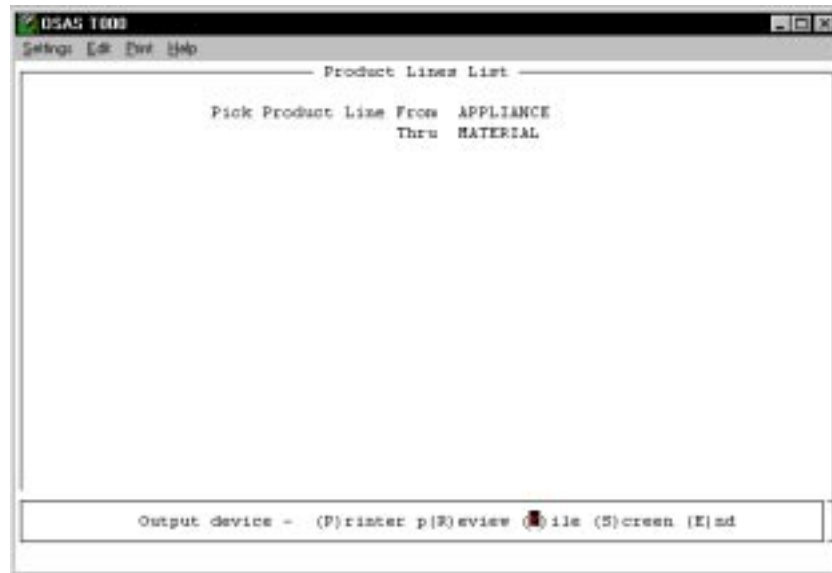 OSAS T000
Settings Edit Print Help
Product Lines List
Pick Product Line From APPLIANCE
Thru MATERIAL
Output device - (P)rinter p(R)eview (F)ile (S)creen (E)nd